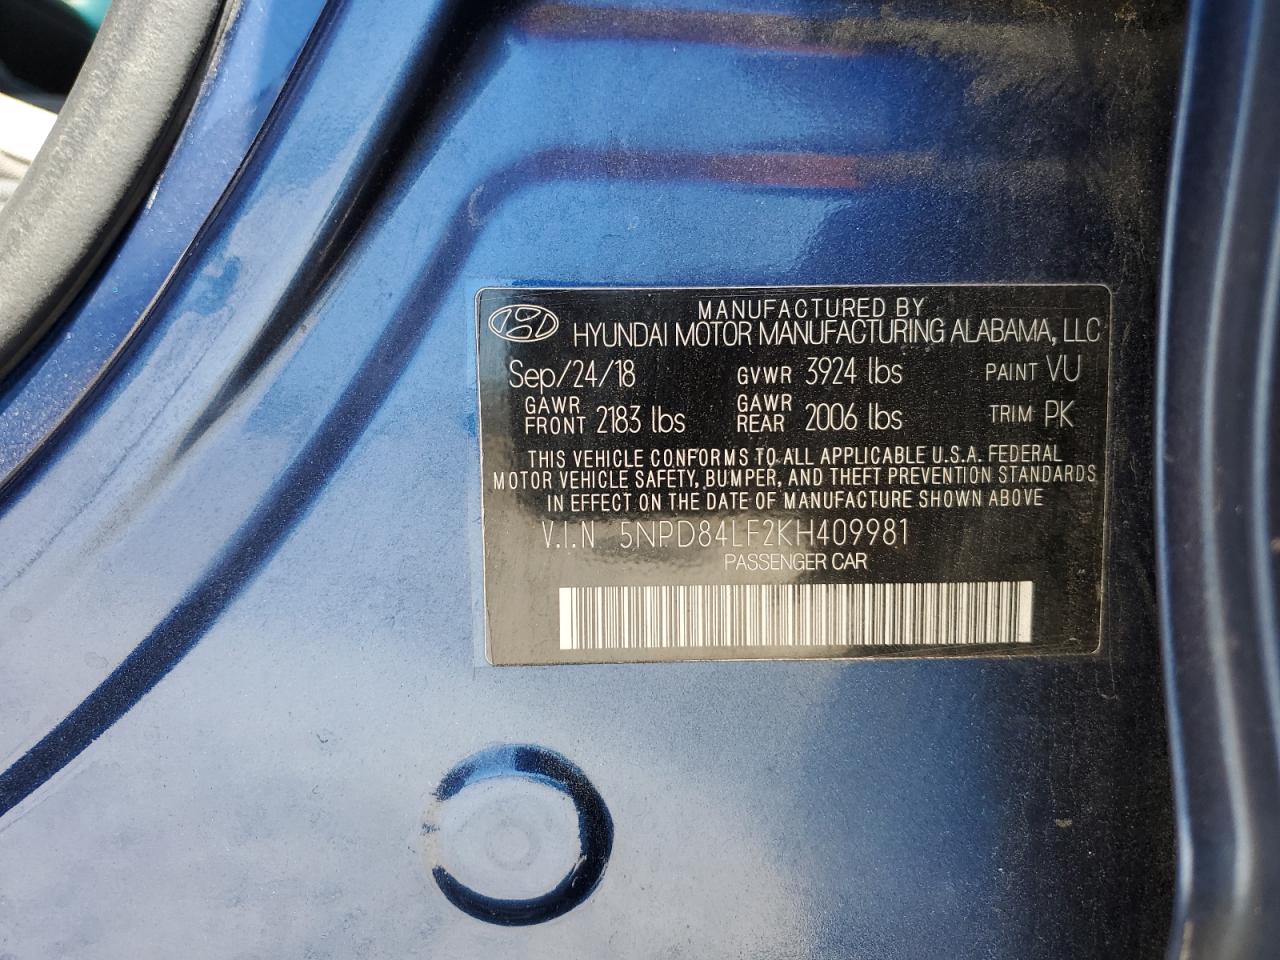 MANUFACTURED BY
HYUNDAI MOTOR MANUFACTURING ALABAMA, LLC
Sep/24/18 GVWR 3924 lbs PAINT VU
GAWR FRONT 2183 lbs GAWR REAR 2006 lbs TRIM PK
THIS VEHICLE CONFORMS TO ALL APPLICABLE U.S.A. FEDERAL
MOTOR VEHICLE SAFETY, BUMPER, AND THEFT PREVENTION STANDARDS
IN EFFECT ON THE DATE OF MANUFACTURE SHOWN ABOVE
V.I.N 5NPD84LF2KH409981
PASSENGER CAR